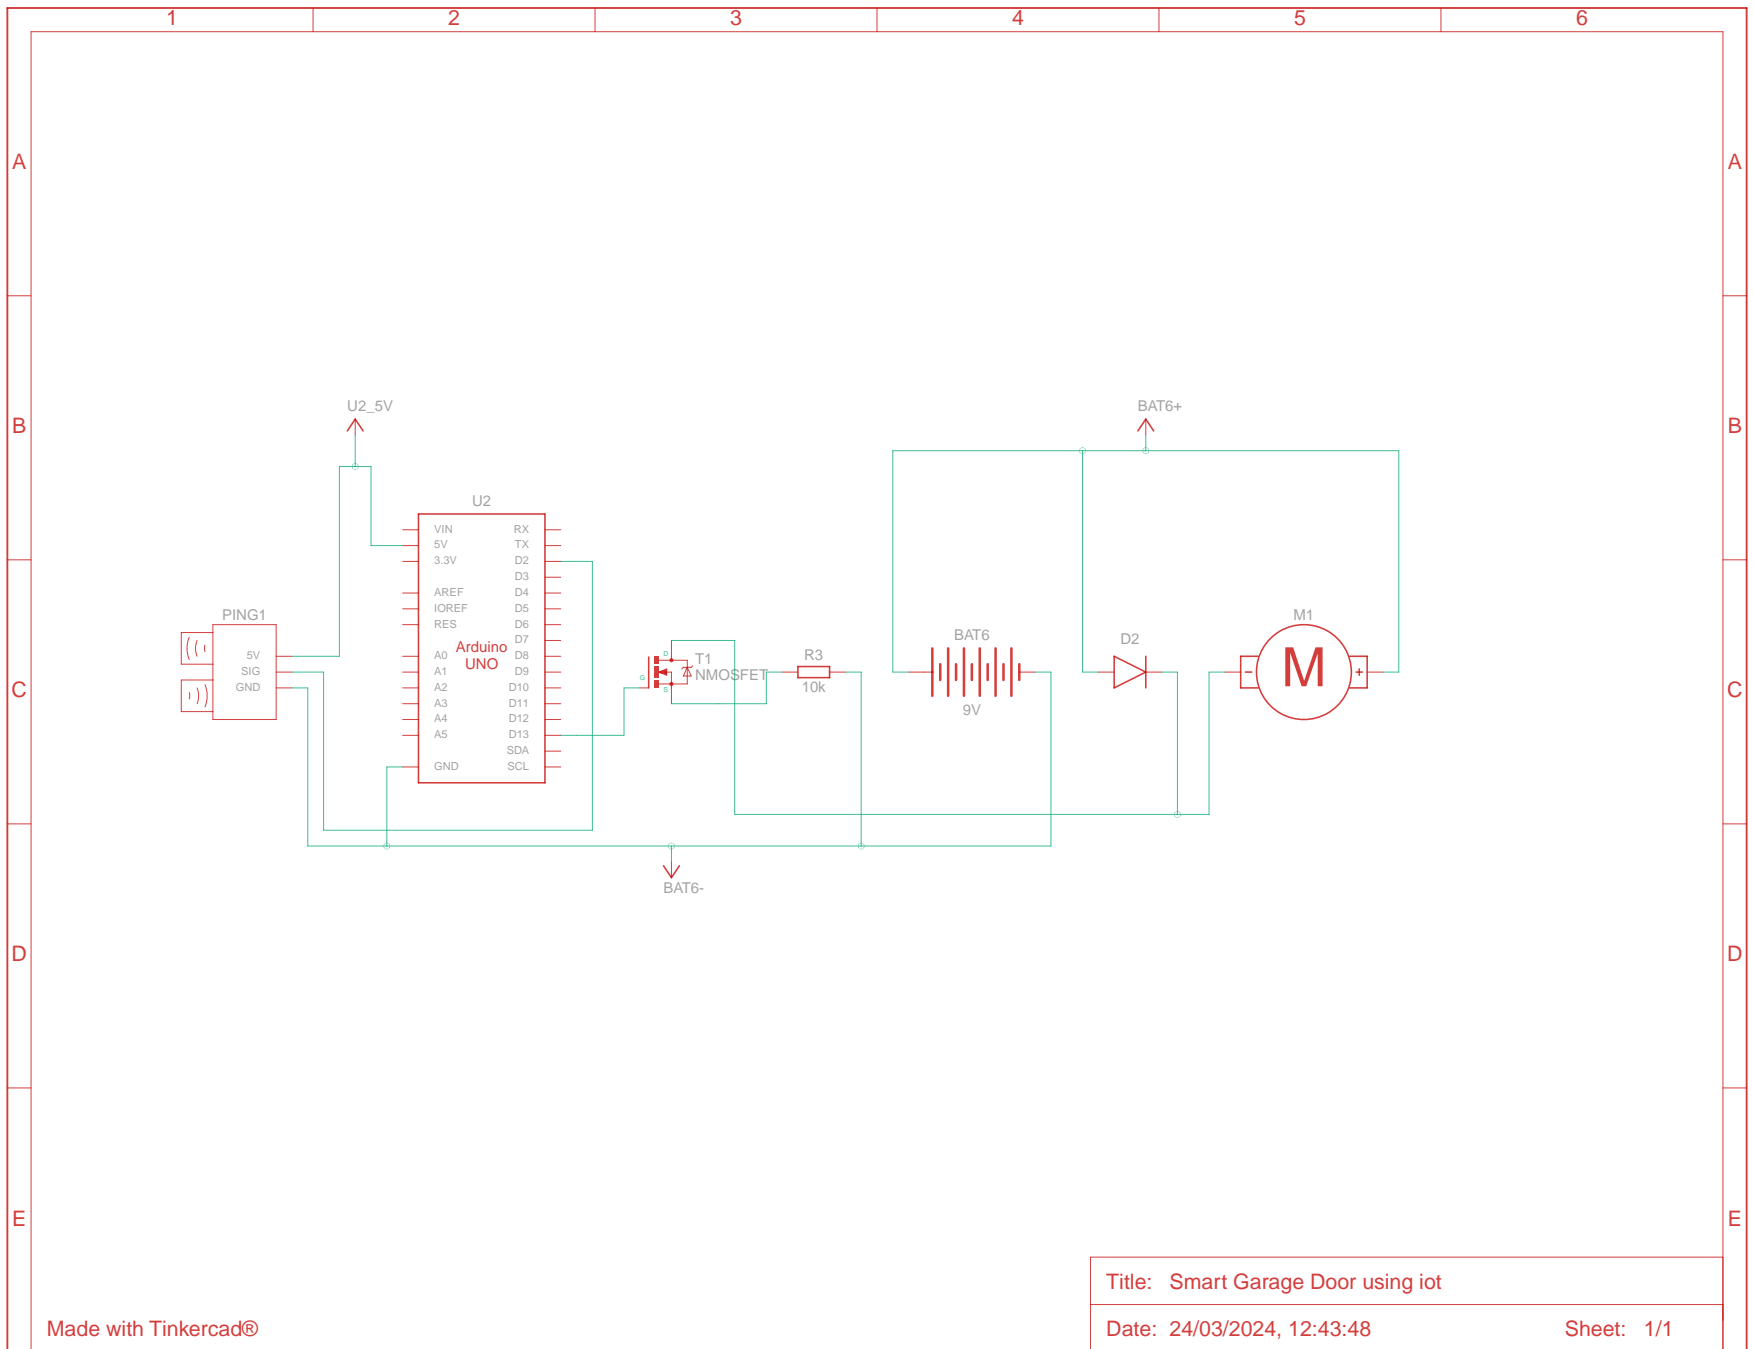 1 2 3 4 5 6
A A
B B
C C
D D
E E
U2_5V
BAT6+
U2
VIN RX
5V TX
3.3V D2
D3
AREF D4
IOREF D5
RES D6
D7
A0 D8
A1 D9
A2 D10
A3 D11
A4 D12
A5 D13
SDA
GND SCL
Arduino
UNO
PING1
5V
SIG
GND
D
G
S
T1
NMOSFET
R3
10k
BAT6
9V
D2
M1
- M +
BAT6-
Title: Smart Garage Door using iot
Date: 24/03/2024, 12:43:48 Sheet: 1/1
Made with Tinkercad®